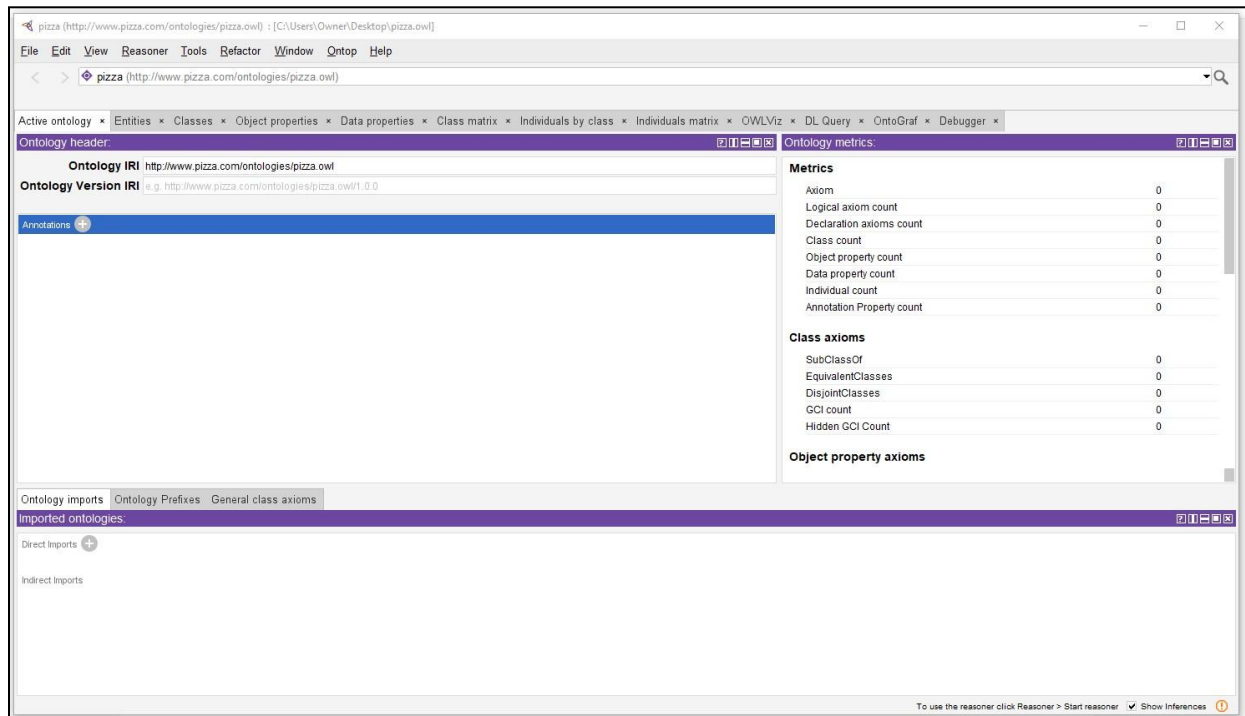 pizza (http://www.pizza.com/ontologies/pizza.owl) : [C:\Users\Owner\Desktop\pizza.owl]
File Edit View Reasoner Tools Refactor Window Ontop Help
pizza (http://www.pizza.com/ontologies/pizza.owl)
Active ontology × Entities × Classes × Object properties × Data properties × Class matrix × Individuals by class × Individuals matrix × OWLViz × DL Query × OntoGraf × Debugger ×
Ontology header:
Ontology IRI http://www.pizza.com/ontologies/pizza.owl
Ontology Version IRI e.g. http://www.pizza.com/ontologies/pizza.owl/1.0.0
Annotations
Ontology metrics:
Metrics
Axiom 0
Logical axiom count 0
Declaration axioms count 0
Class count 0
Object property count 0
Data property count 0
Individual count 0
Annotation Property count 0
Class axioms
SubClassOf 0
EquivalentClasses 0
DisjointClasses 0
GCI count 0
Hidden GCI Count 0
Object property axioms
Ontology imports Ontology Prefixes General class axioms
Imported ontologies:
Direct Imports
Indirect Imports
To use the reasoner click Reasoner > Start reasoner Show Inferences